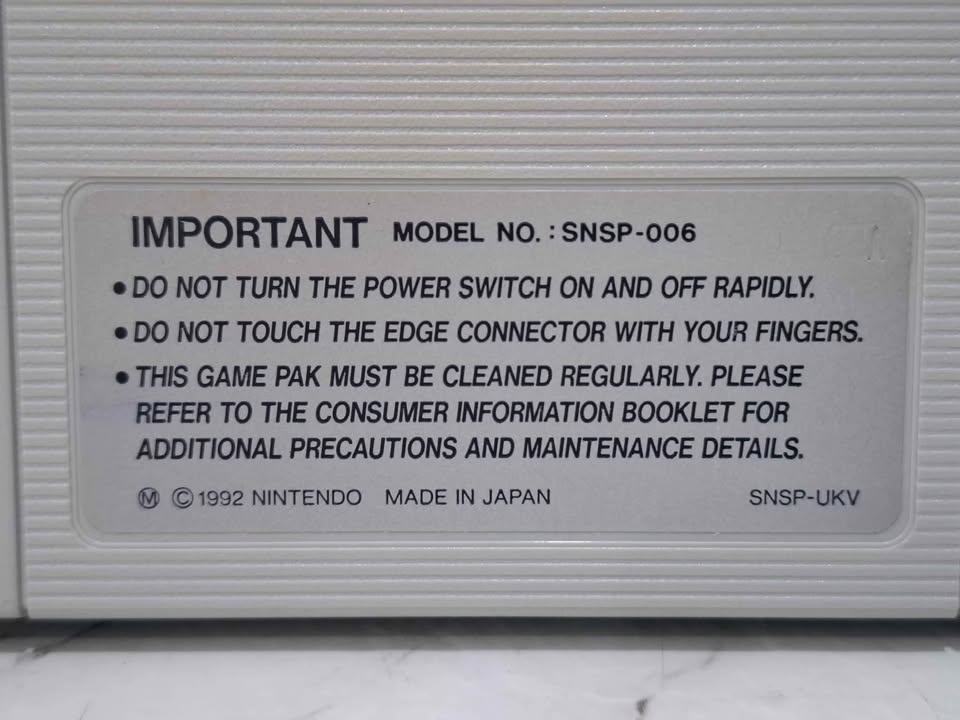 IMPORTANT MODEL NO. : SNSP-006
• DO NOT TURN THE POWER SWITCH ON AND OFF RAPIDLY.
• DO NOT TOUCH THE EDGE CONNECTOR WITH YOUR FINGERS.
• THIS GAME PAK MUST BE CLEANED REGULARLY. PLEASE
REFER TO THE CONSUMER INFORMATION BOOKLET FOR
ADDITIONAL PRECAUTIONS AND MAINTENANCE DETAILS.
Ⓜ © 1992 NINTENDO MADE IN JAPAN SNSP-UKV